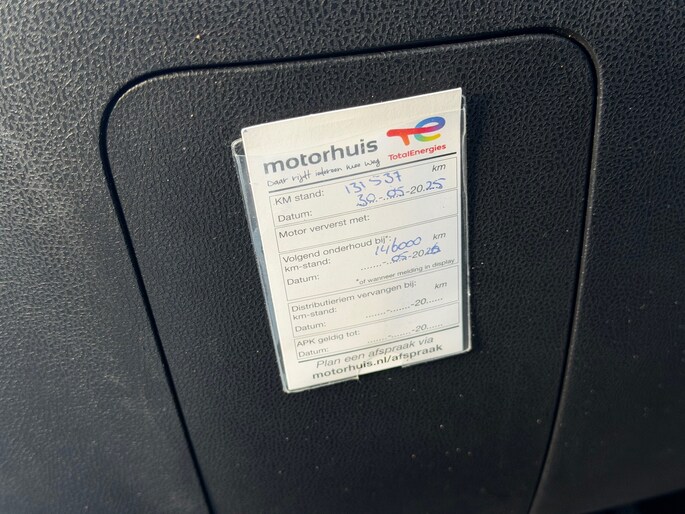 motorhuis
TotalEnergies
Daar rijdt iedereen voor weg
KM stand: 131537 km
Datum: 30-05-2025
Motor ververst met:
Volgend onderhoud bij*:
km-stand: 146000 km
Datum: .......-..05-2026
*of wanneer melding in display
Distributieriem vervangen bij:
km-stand: km
Datum: .......-.......-20......
APK geldig tot:
Datum: .......-.......-20......
Plan een afspraak via
motorhuis.nl/afspraak